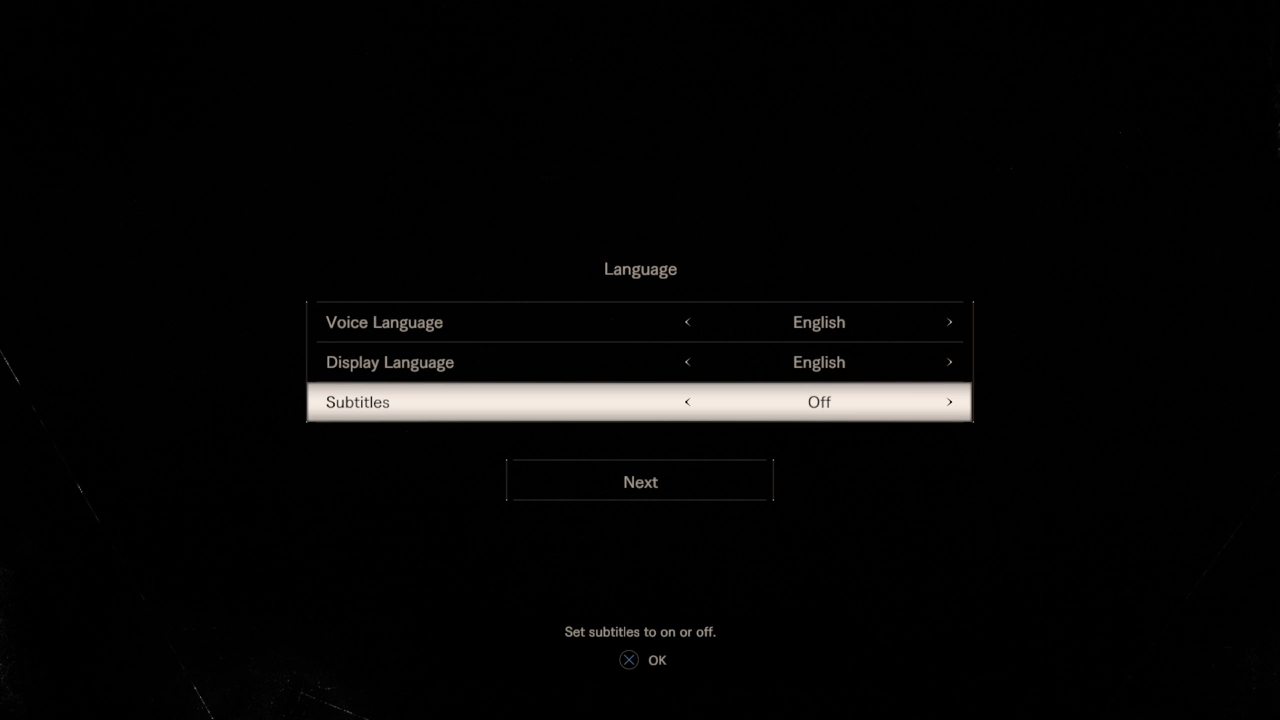 Language
Voice Language < English >
Display Language < English >
Subtitles < Off >
Next
Set subtitles to on or off.
OK